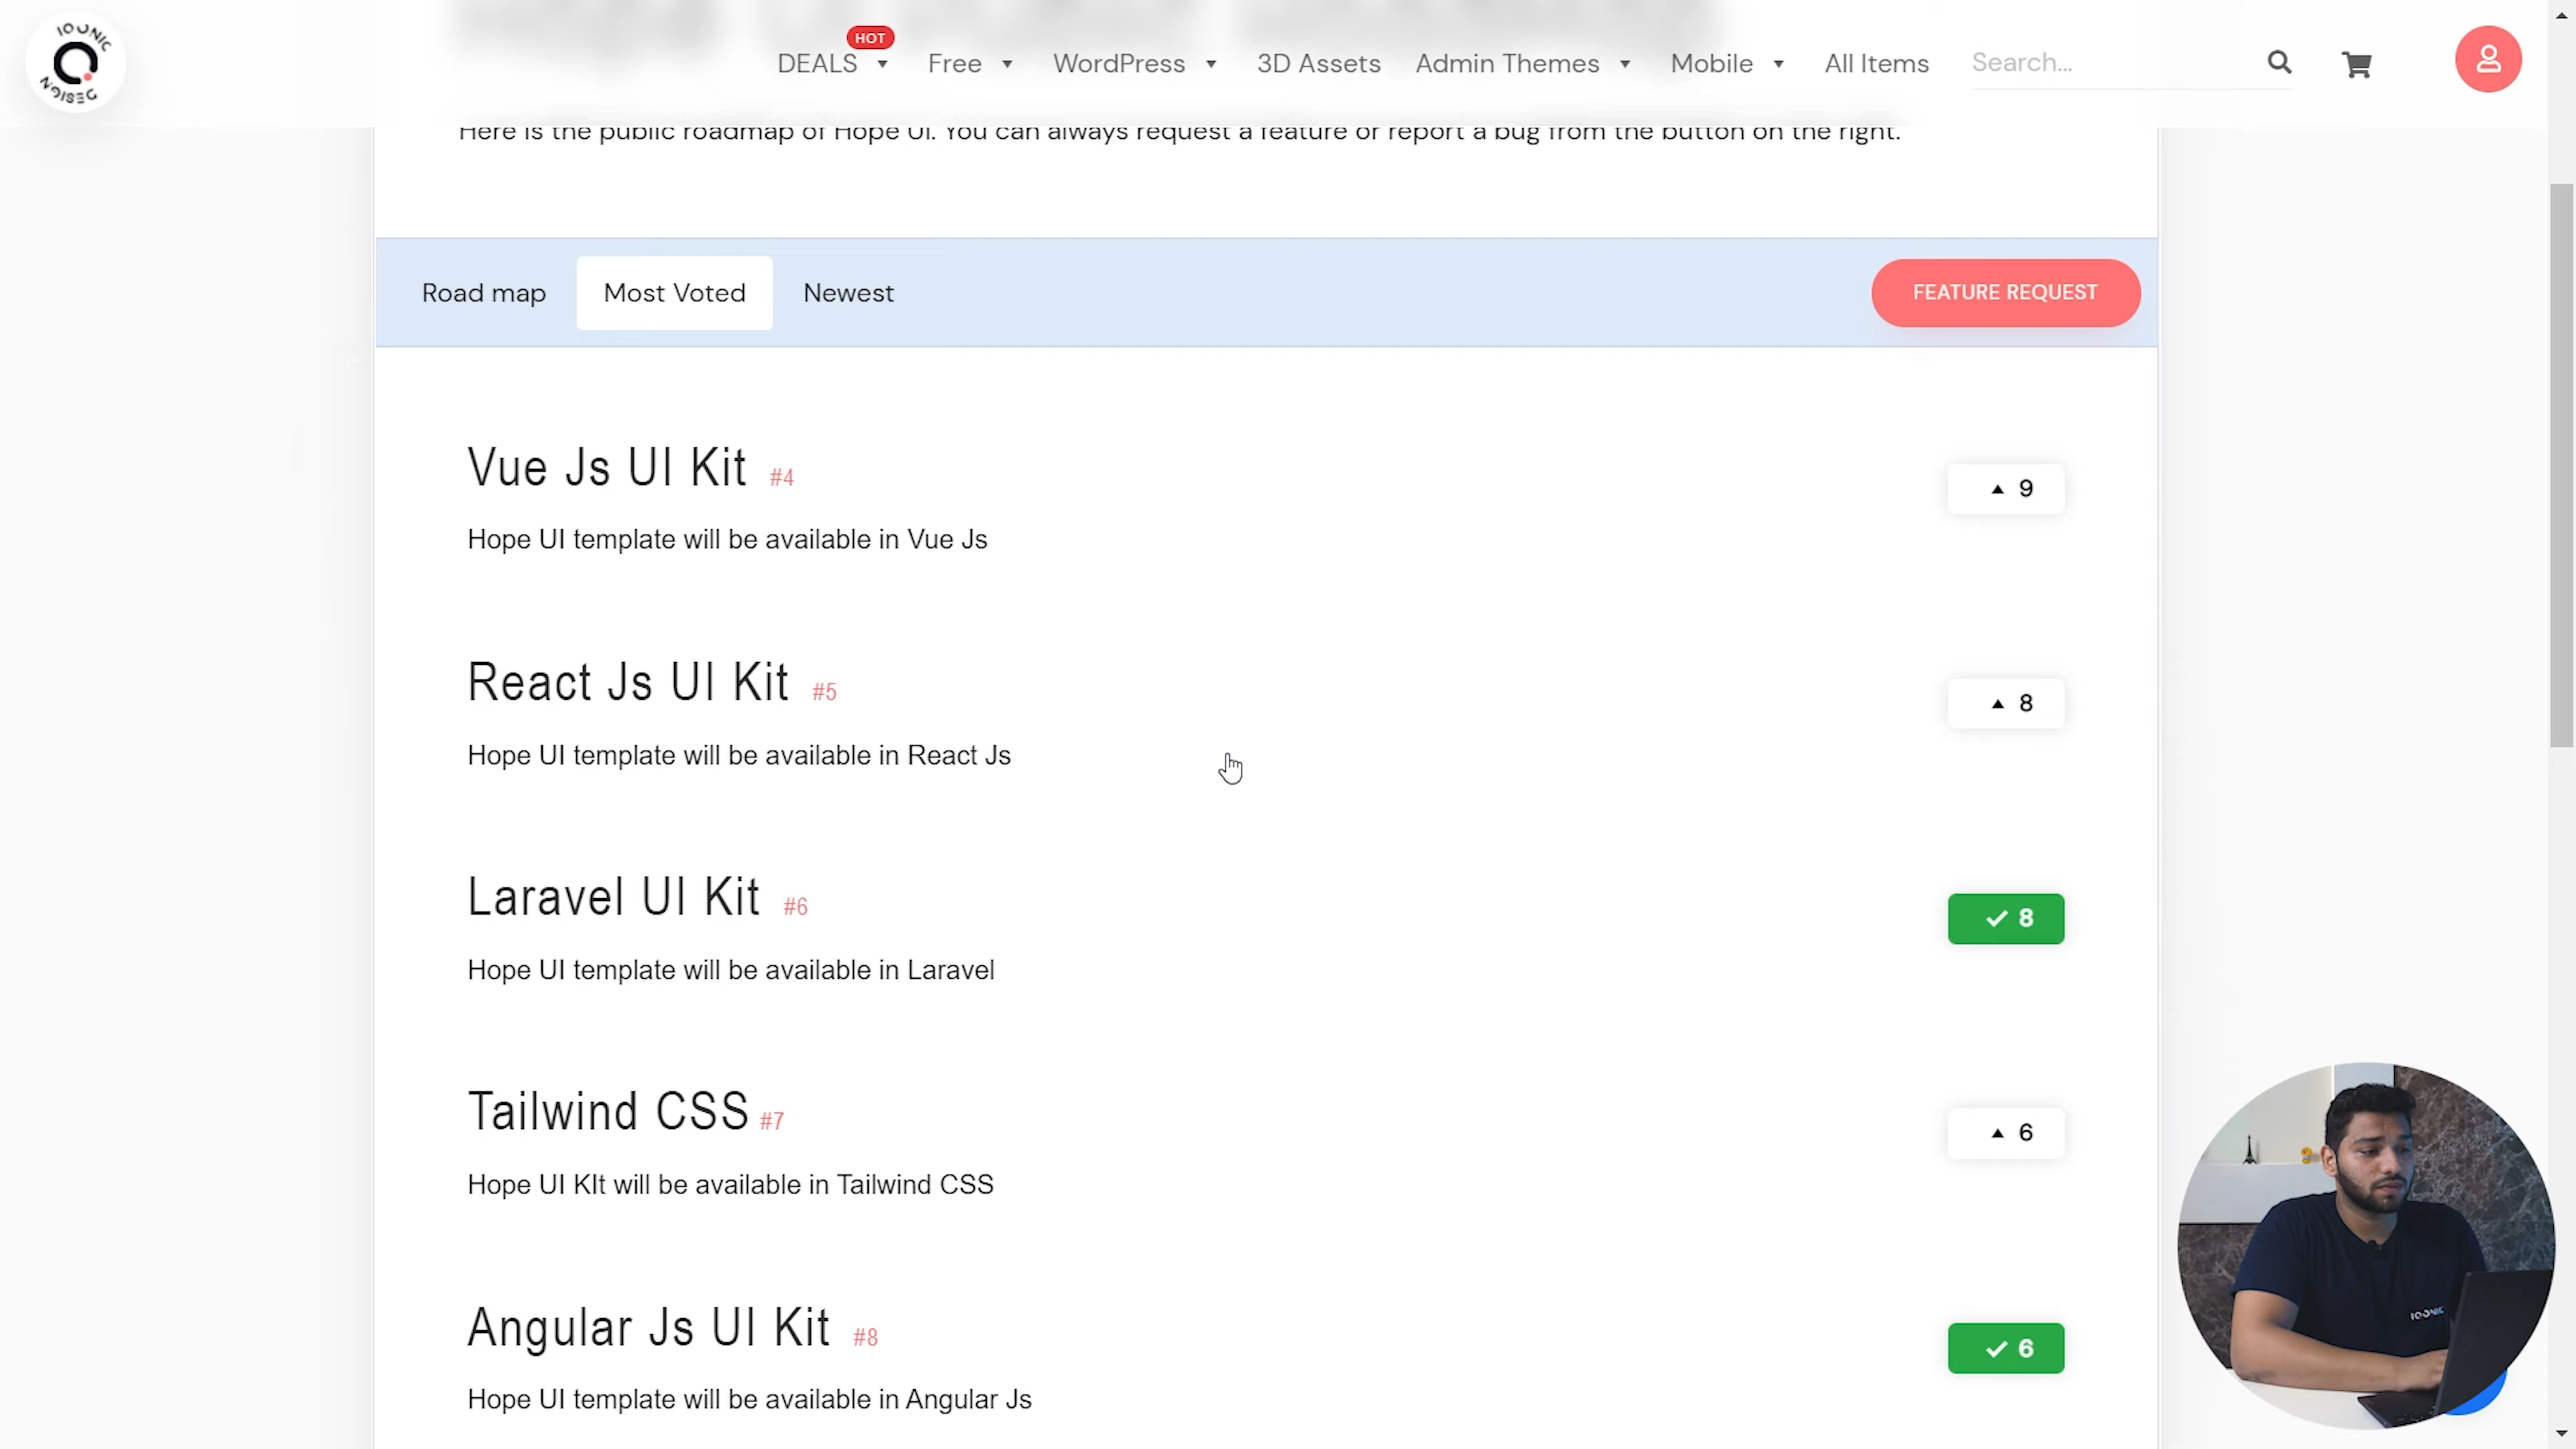 IQONIC
DESIGN
HOT
DEALS Free WordPress 3D Assets Admin Themes Mobile All Items Search...
Here is the public roadmap of Hope UI. You can always request a feature or report a bug from the button on the right.
Road map Most Voted Newest FEATURE REQUEST
Vue Js UI Kit #4
9
Hope UI template will be available in Vue Js
React Js UI Kit #5
8
Hope UI template will be available in React Js
Laravel UI Kit #6
8
Hope UI template will be available in Laravel
Tailwind CSS #7
6
Hope UI KIt will be available in Tailwind CSS
Angular Js UI Kit #8
6
Hope UI template will be available in Angular Js
IQONIC